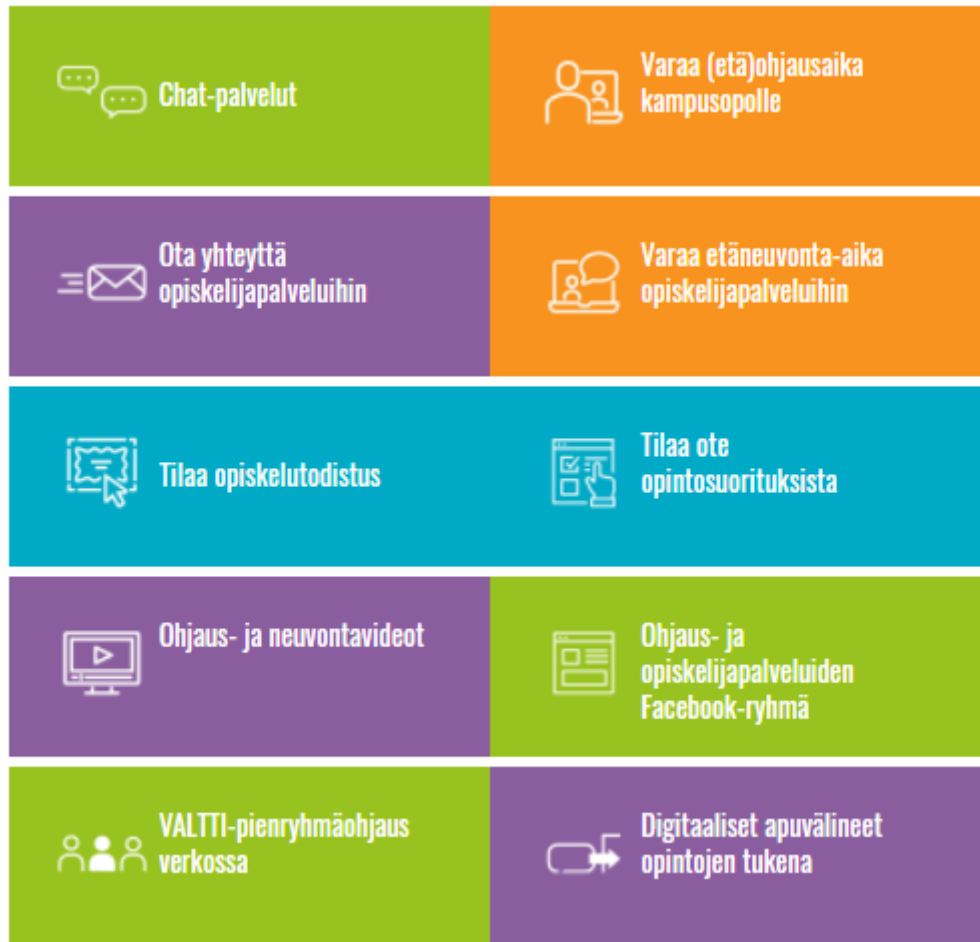 Chat-palvelut
Varaa (etä)ohjausaika
kampusopolle
Ota yhteyttä
opiskelijapalveluihin
Varaa etäneuvonta-aika
opiskelijapalveluihin
Tilaa opiskelutodistus
Tilaa ote
opintosuorituksista
Ohjaus- ja neuvontavideot
Ohjaus- ja
opiskelijapalveluiden
Facebook-ryhmä
VALTTI-pienryhmäohjaus
verkossa
Digitaaliset apuvälineet
opintojen tukena